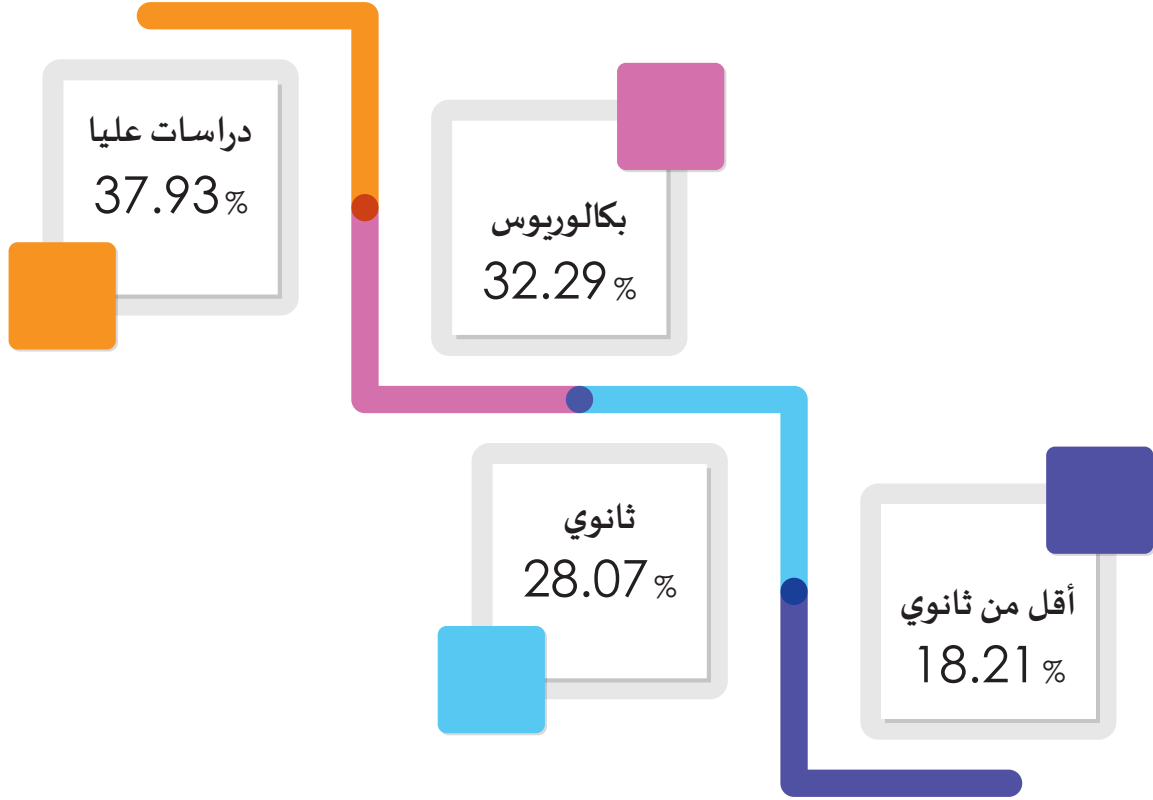 دراسات عليا
37.93 %
بكالوريوس
32.29 %
ثانوي
28.07 %
أقل من ثانوي
18.21 %